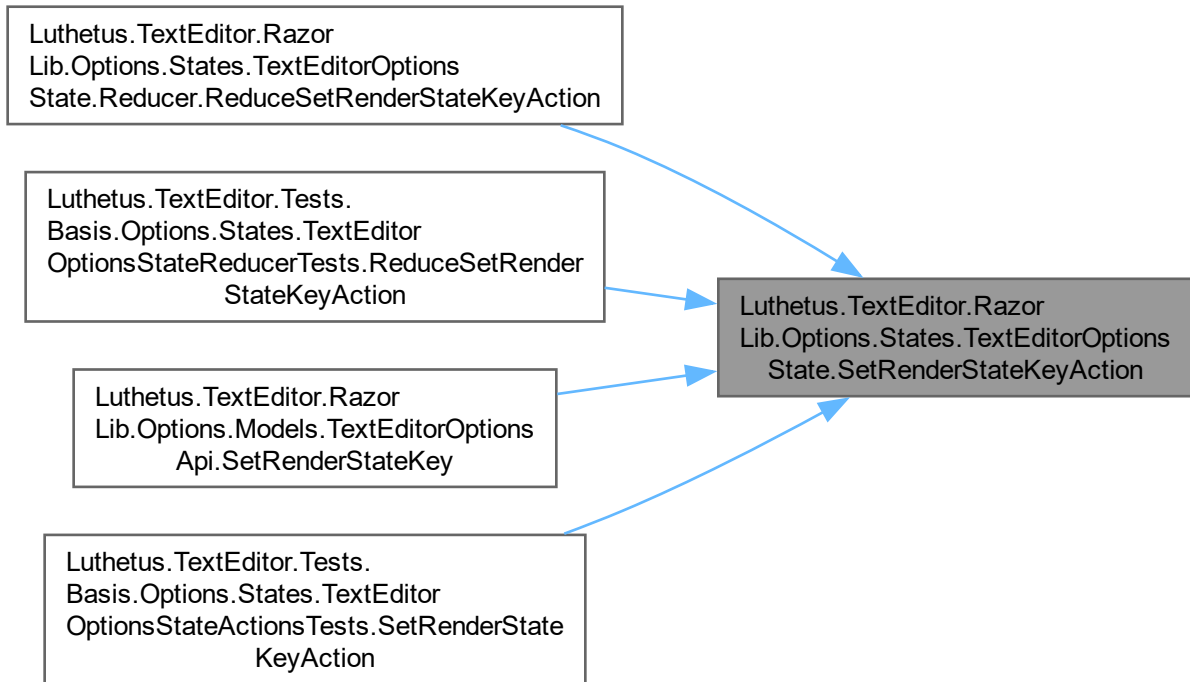 Luthetus.TextEditor.Razor
Lib.Options.States.TextEditorOptions
State.Reducer.ReduceSetRenderStateKeyAction
Luthetus.TextEditor.Tests.
Basis.Options.States.TextEditor
OptionsStateReducerTests.ReduceSetRender
StateKeyAction
Luthetus.TextEditor.Razor
Lib.Options.Models.TextEditorOptions
Api.SetRenderStateKey
Luthetus.TextEditor.Tests.
Basis.Options.States.TextEditor
OptionsStateActionsTests.SetRenderState
KeyAction
Luthetus.TextEditor.Razor
Lib.Options.States.TextEditorOptions
State.SetRenderStateKeyAction